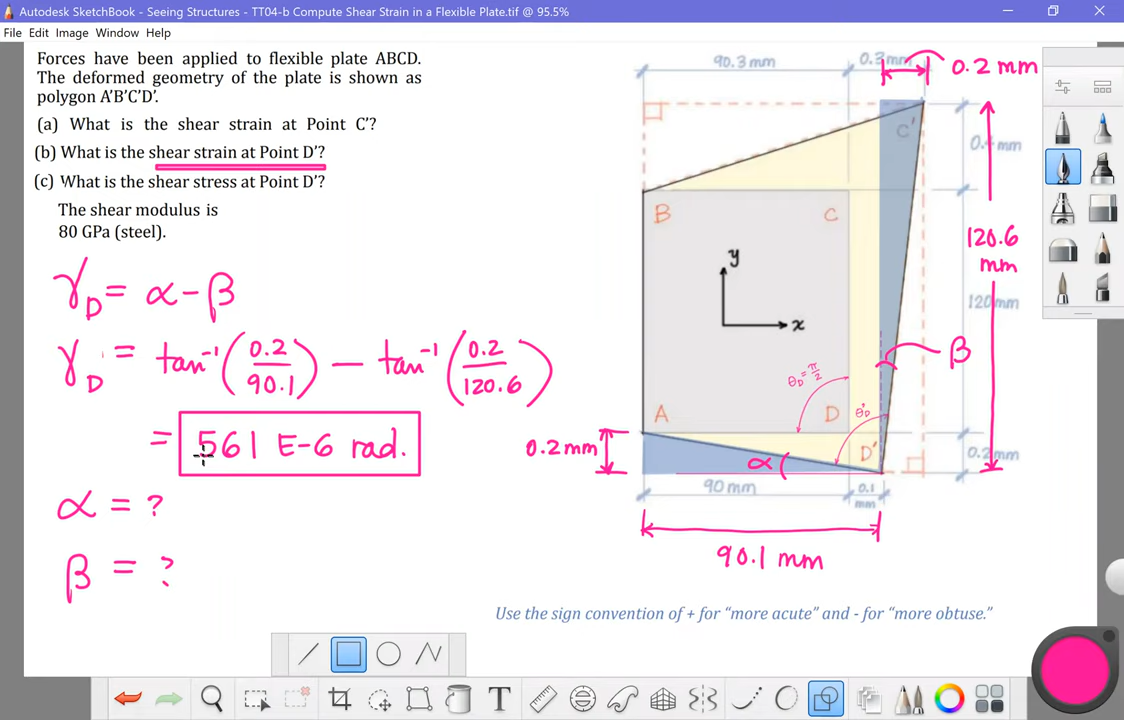 Autodesk SketchBook - Seeing Structures - TT04-b Compute Shear Strain in a Flexible Plate.tif @ 95.5%
File Edit Image Window Help
Forces have been applied to flexible plate ABCD.
The deformed geometry of the plate is shown as
polygon A'B'C'D'.
(a) What is the shear strain at Point C'?
(b) What is the shear strain at Point D'?
(c) What is the shear stress at Point D'?
The shear modulus is
80 GPa (steel).
γD = α - β
γD = tan⁻¹(0.2/90.1) - tan⁻¹(0.2/120.6)
= 561 E-6 rad.
α = ?
β = ?
90.3 mm
0.3 mm
0.2 mm
C'
mm
B
C
y
x
120.6
mm
120 mm
β
θD = π/2
A
D
θ'D
0.2 mm
α
D'
0.2 mm
90 mm
0.1
mm
90.1 mm
Use the sign convention of + for “more acute” and - for “more obtuse.”
T